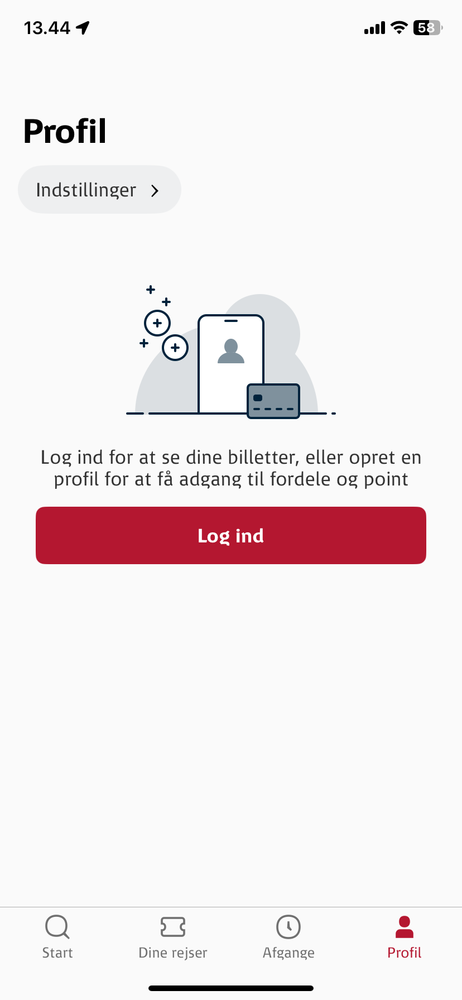 13.44
58
Profil
Indstillinger
Log ind for at se dine billetter, eller opret en
profil for at få adgang til fordele og point
Log ind
Start
Dine rejser
Afgange
Profil